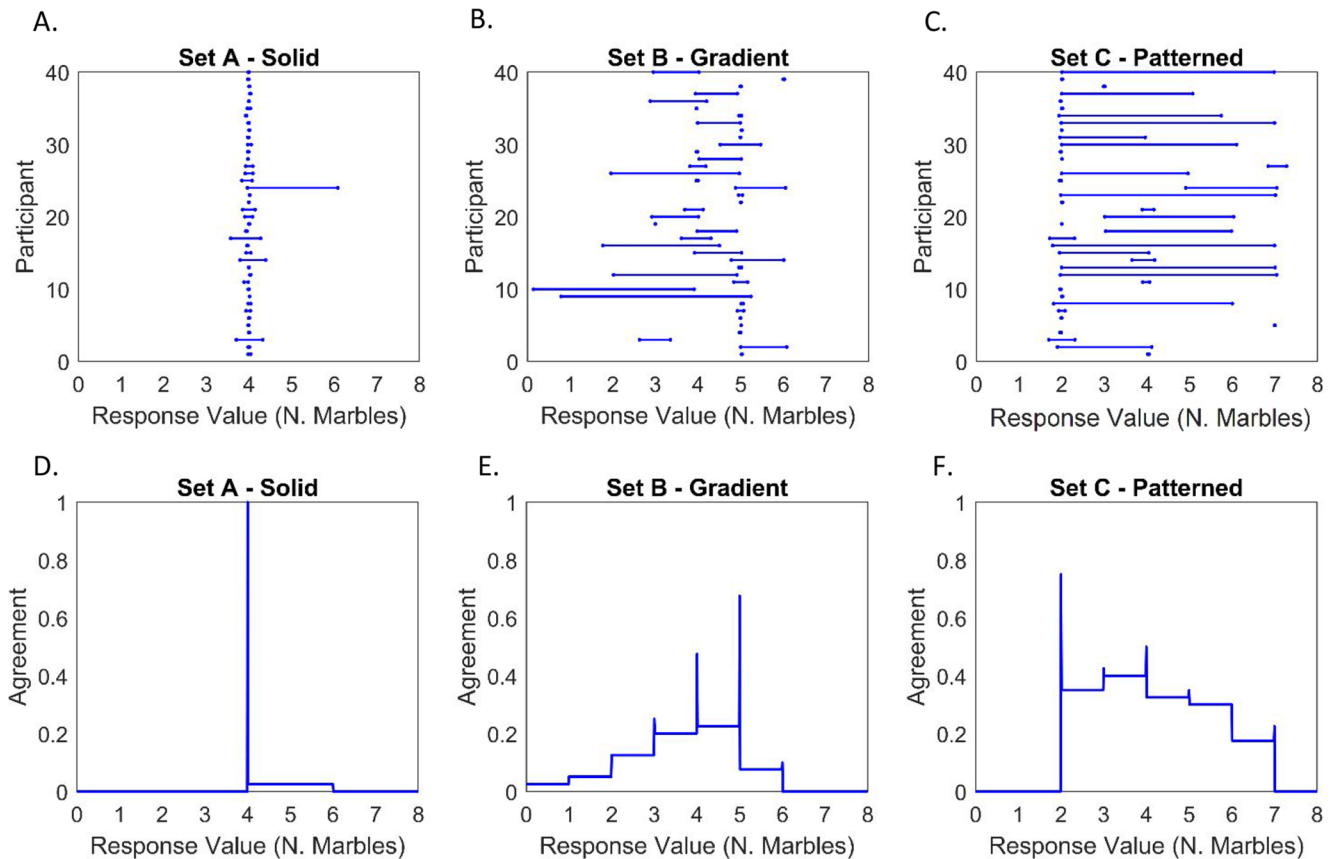 A.
B.
C.
Set A - Solid
Set B - Gradient
Set C - Patterned
40
30
20
10
0
Participant
0 1 2 3 4 5 6 7 8
Response Value (N. Marbles)
40
30
20
10
0
Participant
0 1 2 3 4 5 6 7 8
Response Value (N. Marbles)
40
30
20
10
0
Participant
0 1 2 3 4 5 6 7 8
Response Value (N. Marbles)
D.
E.
F.
Set A - Solid
Set B - Gradient
Set C - Patterned
1
0.8
0.6
0.4
0.2
0
Agreement
0 1 2 3 4 5 6 7 8
Response Value (N. Marbles)
1
0.8
0.6
0.4
0.2
0
Agreement
0 1 2 3 4 5 6 7 8
Response Value (N. Marbles)
1
0.8
0.6
0.4
0.2
0
Agreement
0 1 2 3 4 5 6 7 8
Response Value (N. Marbles)